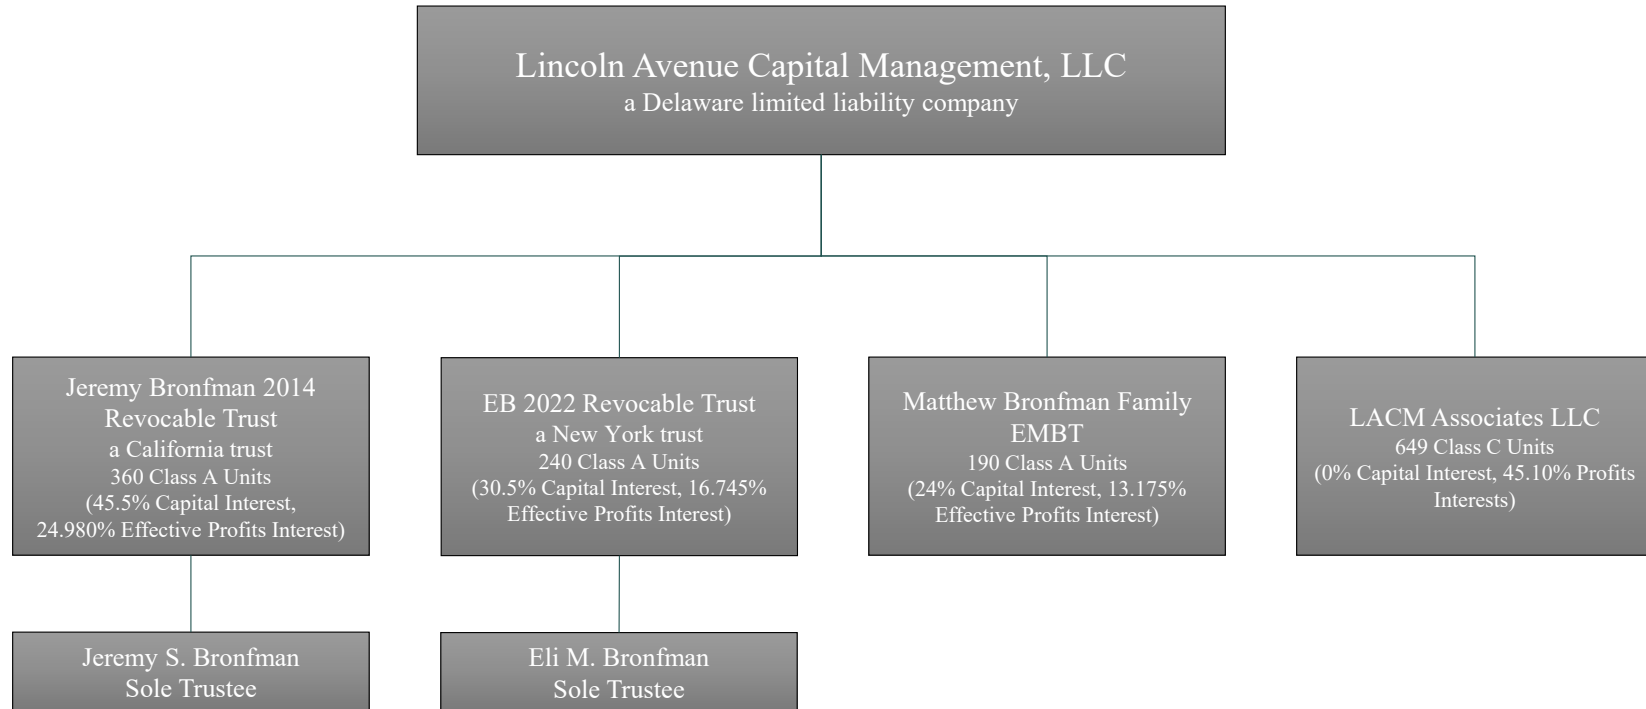 Lincoln Avenue Capital Management, LLC
a Delaware limited liability company
Jeremy Bronfman 2014
Revocable Trust
a California trust
360 Class A Units
(45.5% Capital Interest,
24.980% Effective Profits Interest)
EB 2022 Revocable Trust
a New York trust
240 Class A Units
(30.5% Capital Interest, 16.745%
Effective Profits Interest)
Matthew Bronfman Family
EMBT
190 Class A Units
(24% Capital Interest, 13.175%
Effective Profits Interest)
LACM Associates LLC
649 Class C Units
(0% Capital Interest, 45.10% Profits
Interests)
Jeremy S. Bronfman
Sole Trustee
Eli M. Bronfman
Sole Trustee